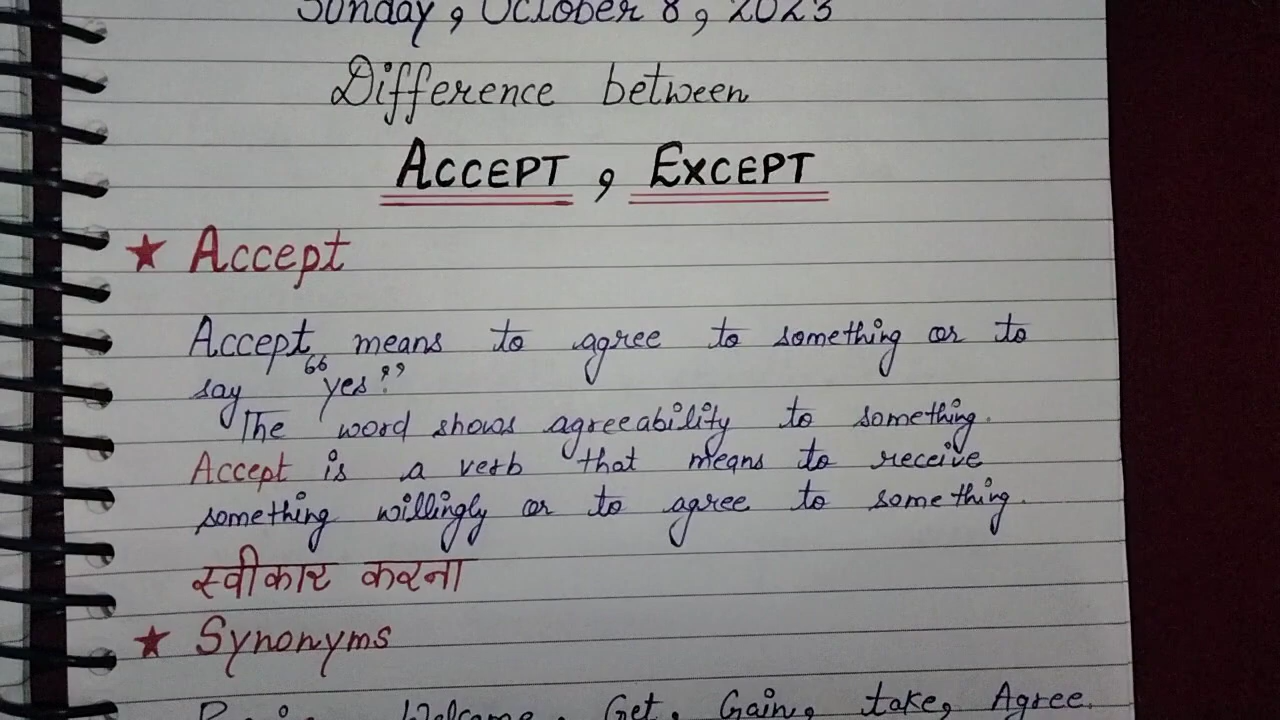 Sunday, October 8, 2023
Difference between
ACCEPT, EXCEPT
★ Accept
Accept means to agree to something or to
say "yes"
The word shows agreeability to something.
Accept is a verb that means to receive
something willingly or to agree to something.
स्वीकार करना
★ Synonyms
Welcome, Get, Gain, take, Agree.